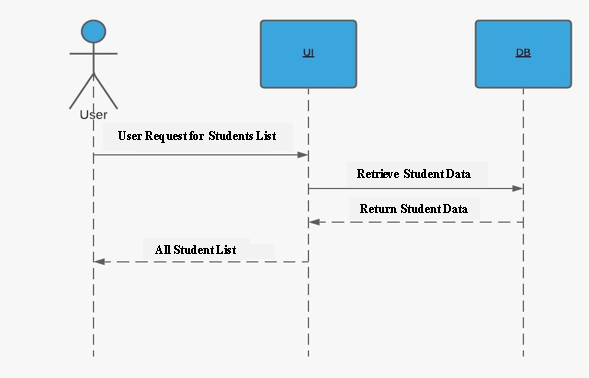 UI
DB
User
User Request for Students List
Retrieve Student Data
Return Student Data
All Student List